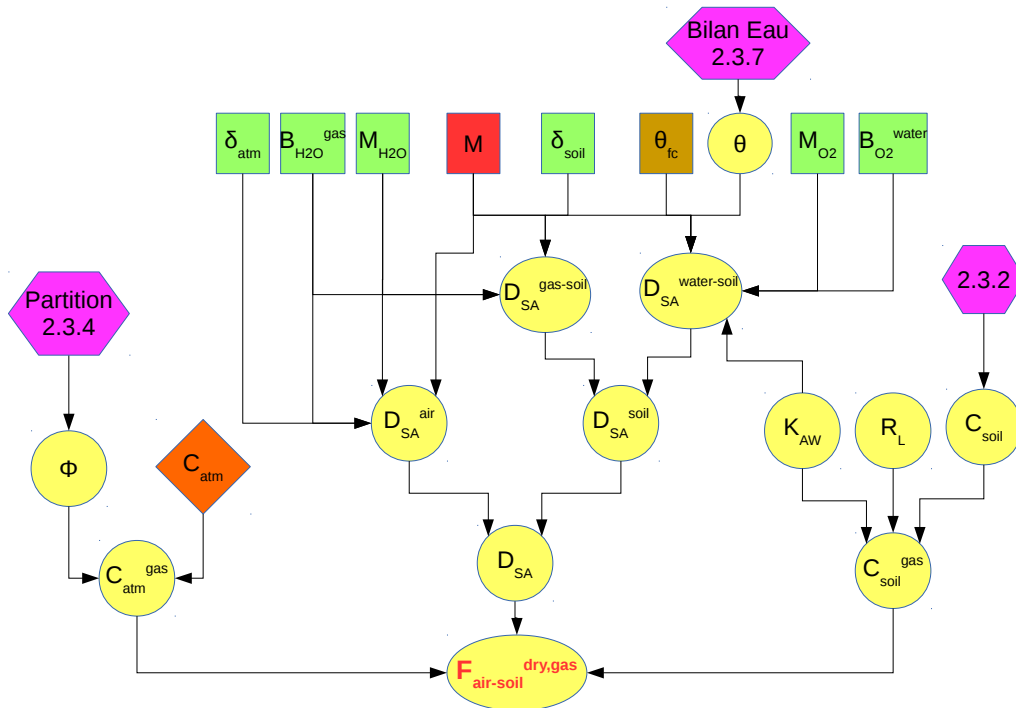 Bilan Eau
2.3.7
δatm
BH2Ogas
MH2O
M
δsoil
θfc
θ
MO2
BO2water
Partition
2.3.4
DSAgas-soil
DSAwater-soil
2.3.2
Φ
Catm
DSAair
DSAsoil
KAW
RL
Csoil
Catmgas
DSA
Csoilgas
Fair-soildry,gas